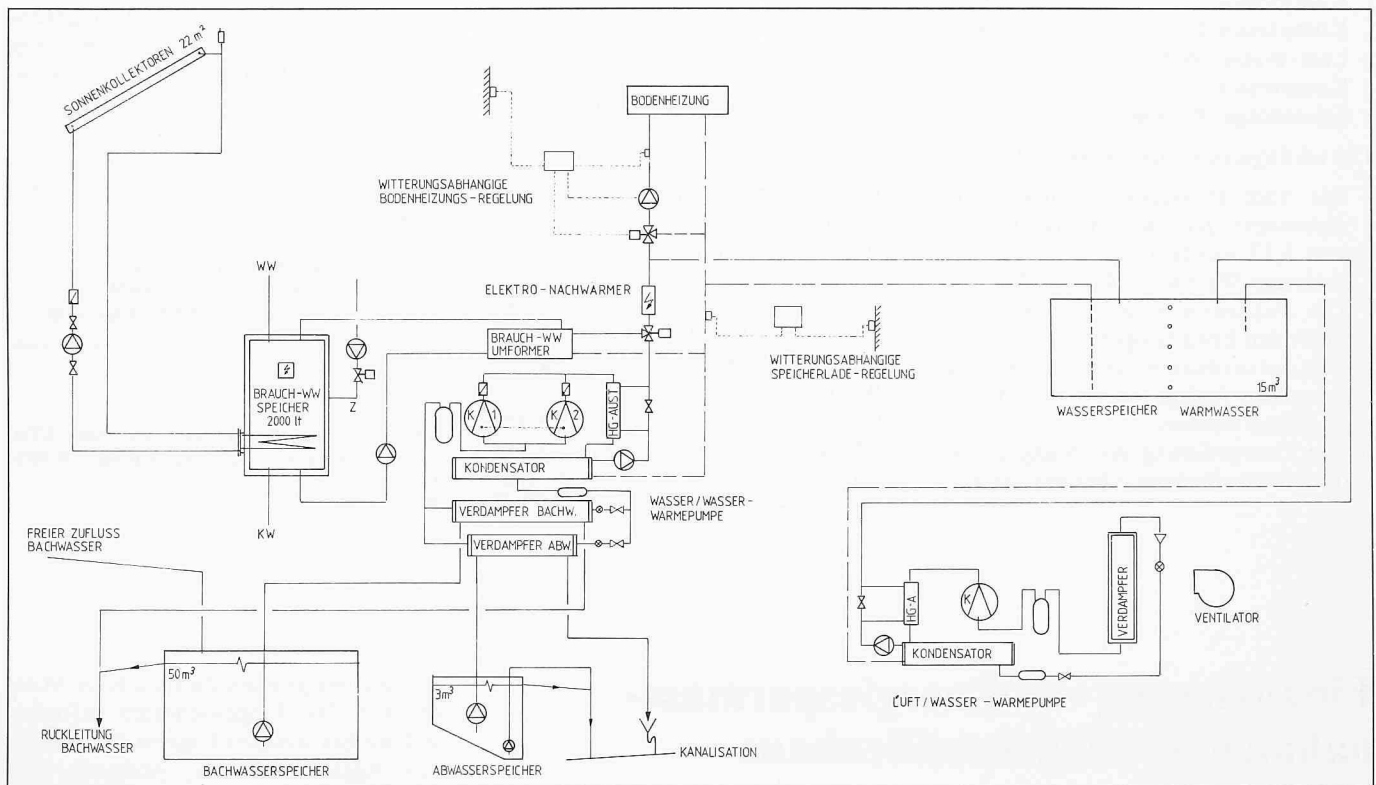 SONNENKOLLEKTOREN 22 m²
BODENHEIZUNG
WITTERUNGSABHANGIGE
BODENHEIZUNGS-REGELUNG
WW
ELEKTRO-NACHWARMER
BRAUCH-WW
UMFORMER
BRAUCH-WW
SPEICHER
2000 lt
Z
WITTERUNGSABHANGIGE
SPEICHERLADE-REGELUNG
15 m³
WASSERSPEICHER
WARMWASSER
K 1
K 2
HG-AUST
KONDENSATOR
WASSER/WASSER-
WARMEPUMPE
VERDAMPFER BACHW.
VERDAMPFER ABW
KW
FREIER ZUFLUSS
BACHWASSER
50 m³
3m³
RUCKLEITUNG
BACHWASSER
BACHWASSERSPEICHER
ABWASSERSPEICHER
KANALISATION
HG-A
K
VERDAMPFER
VENTILATOR
KONDENSATOR
LUFT/WASSER-WARMEPUMPE